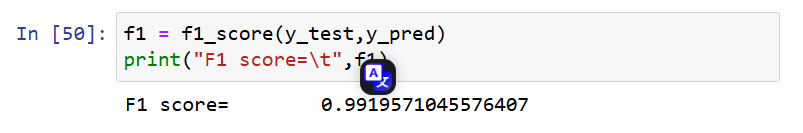 In [50]: f1 = f1_score(y_test,y_pred)
print("F1 score=\t",f1)
F1 score=        0.9919571045576407